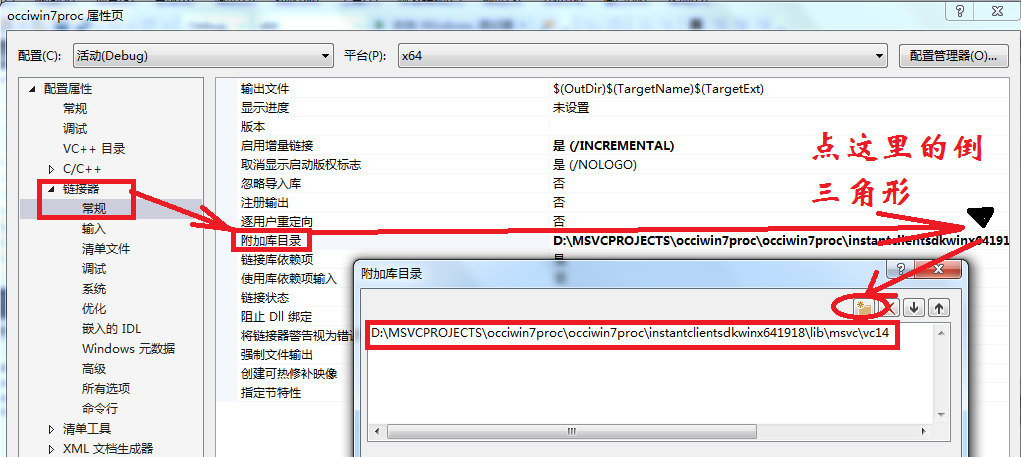 occiwin7proc 属性页
配置(C):
活动(Debug)
平台(P):
x64
配置管理器(O)...
配置属性
常规
调试
VC++ 目录
C/C++
链接器
常规
输入
清单文件
调试
系统
优化
嵌入的 IDL
Windows 元数据
高级
所有选项
命令行
清单工具
XML 文档生成器
输出文件 $(OutDir)$(TargetName)$(TargetExt)
显示进度 未设置
版本
启用增量链接 是 (/INCREMENTAL)
取消显示启动版权标志 是 (/NOLOGO)
忽略导入库 否
注册输出 否
逐用户重定向 否
附加库目录 D:\MSVCPROJECTS\occiwin7proc\occiwin7proc\instantclientsdkwinx641918
链接库依赖项 是
使用库依赖项输入 否
链接状态
阻止 Dll 绑定
将链接器警告视为错误
强制文件输出
创建可热修补映像
指定节特性
点这里的倒
三角形
附加库目录
D:\MSVCPROJECTS\occiwin7proc\occiwin7proc\instantclientsdkwinx641918\lib\msvc\vc14